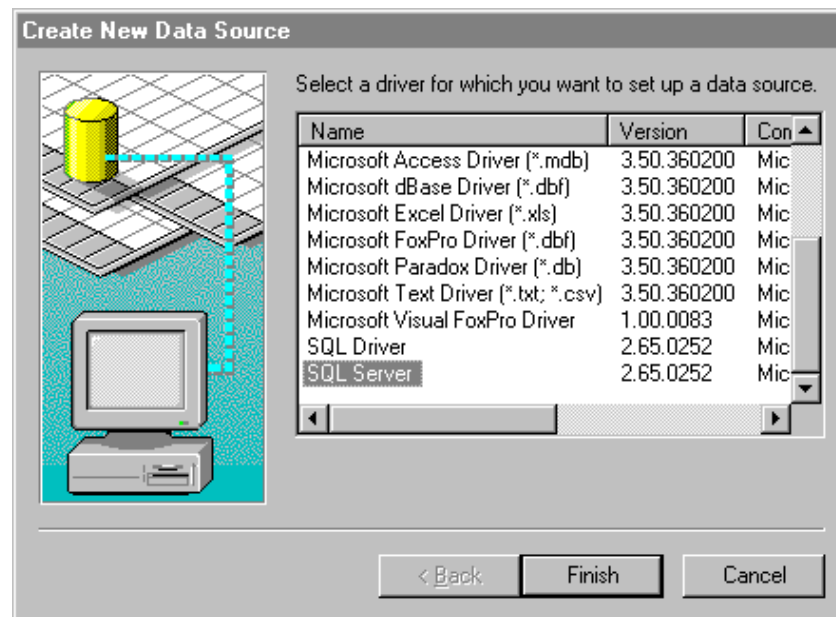 Create New Data Source
Select a driver for which you want to set up a data source.
Name Version Con
Microsoft Access Driver (*.mdb) 3.50.360200 Mic
Microsoft dBase Driver (*.dbf) 3.50.360200 Mic
Microsoft Excel Driver (*.xls) 3.50.360200 Mic
Microsoft FoxPro Driver (*.dbf) 3.50.360200 Mic
Microsoft Paradox Driver (*.db) 3.50.360200 Mic
Microsoft Text Driver (*.txt; *.csv) 3.50.360200 Mic
Microsoft Visual FoxPro Driver 1.00.0083 Mic
SQL Driver 2.65.0252 Mic
SQL Server 2.65.0252 Mic
< Back Finish Cancel